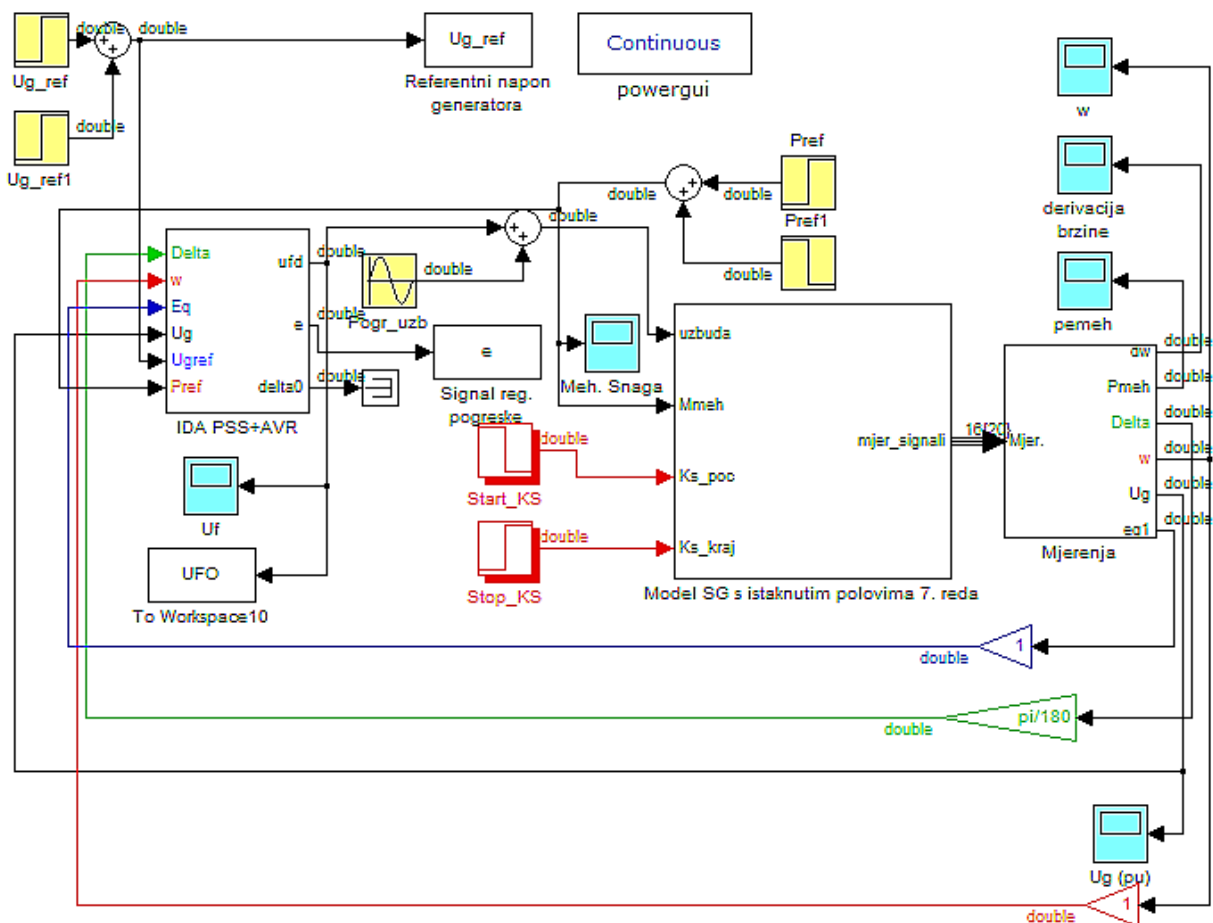 double
double
Ug_ref
Ug_ref
Referentni napon
generatora
Continuous
powergui
w
double
Ug_ref1
Pref
double
double
Pref1
double
double
derivacija
brzine
pemeh
Delta
w
Eq
Ug
Ugref
Pref
ufd
e
delta0
IDA PSS+AVR
double
double
double
double
Pogr_uzb
e
Signal reg.
pogreske
Meh. Snaga
uzbuda
Mmeh
Ks_poc
Ks_kraj
mjer_signali
Model SG s istaknutim polovima 7. reda
16{20}
Mjer.
dw
Pmeh
Delta
w
Ug
eq1
Mjerenja
double
double
double
double
double
double
double
Start_KS
double
Stop_KS
Uf
UFO
To Workspace10
1
double
pi/180
double
Ug (pu)
1
double